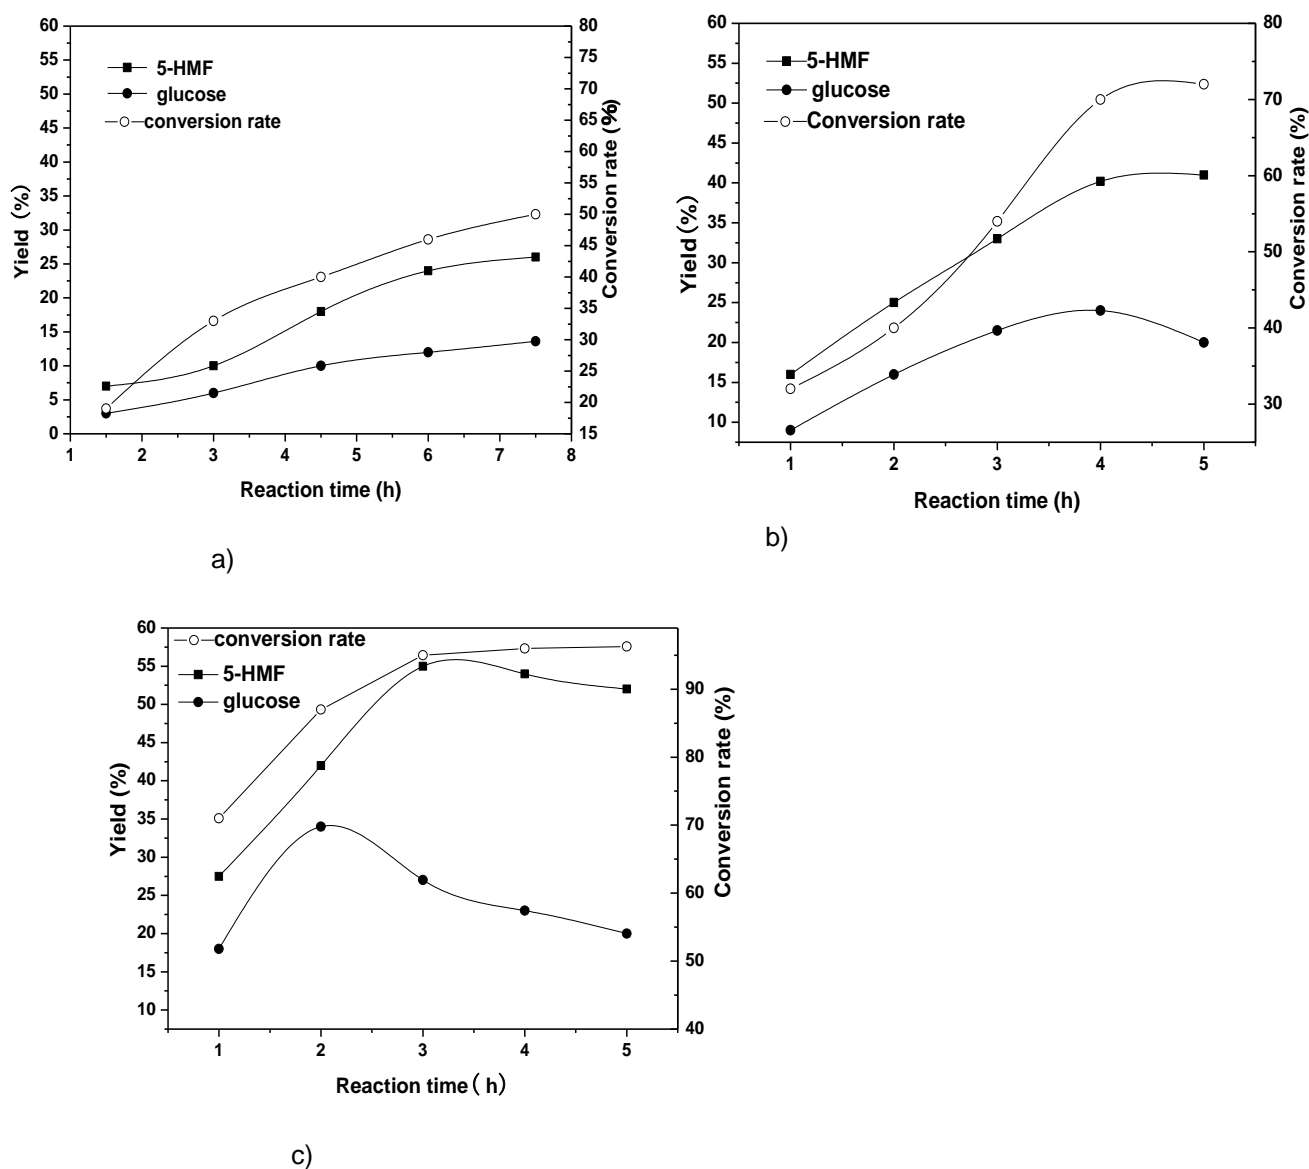 60
55
50
45
40
35
30
25
20
15
10
5
0
Yield (%)
5-HMF
glucose
conversion rate
80
75
70
65
60
55
50
45
40
35
30
25
20
15
Conversion rate (%)
1 2 3 4 5 6 7 8
Reaction time (h)
a)
60
55
50
45
40
35
30
25
20
15
10
Yield (%)
5-HMF
glucose
Conversion rate
80
70
60
50
40
30
Conversion rate (%)
1 2 3 4 5
Reaction time (h)
b)
60
55
50
45
40
35
30
25
20
15
10
Yield (%)
conversion rate
5-HMF
glucose
90
80
70
60
50
40
Conversion rate (%)
1 2 3 4 5
Reaction time ( h)
c)